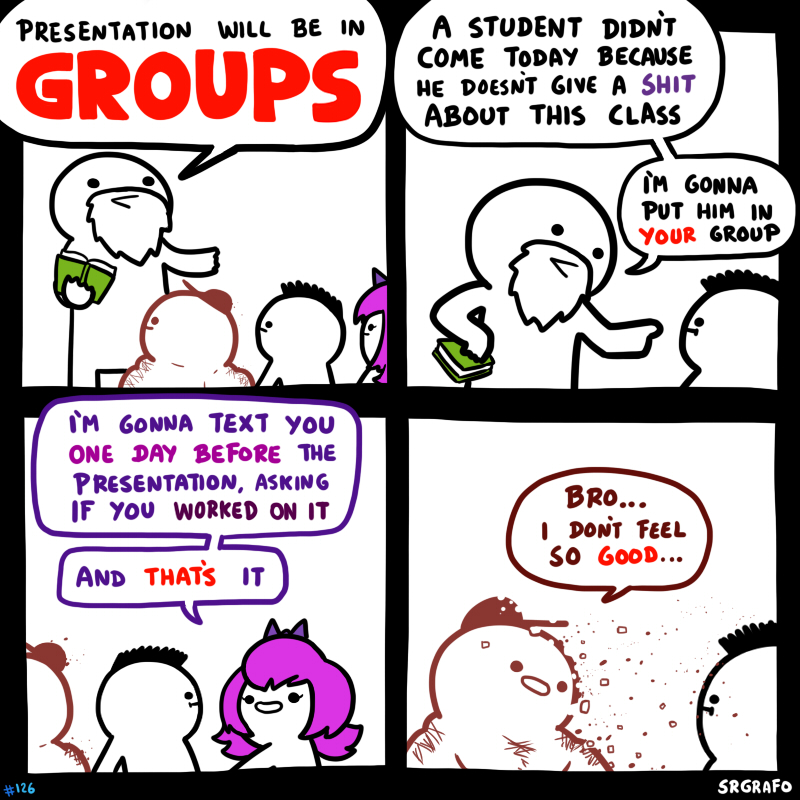 PRESENTATION WILL BE IN
GROUPS
A STUDENT DIDN'T
COME TODAY BECAUSE
HE DOESN'T GIVE A SHIT
ABOUT THIS CLASS
I'M GONNA
PUT HIM IN
YOUR GROUP
I'M GONNA TEXT YOU
ONE DAY BEFORE THE
PRESENTATION, ASKING
IF YOU WORKED ON IT
AND THAT'S IT
BRO...
I DON'T FEEL
SO GOOD...
#126
SRGRAFO